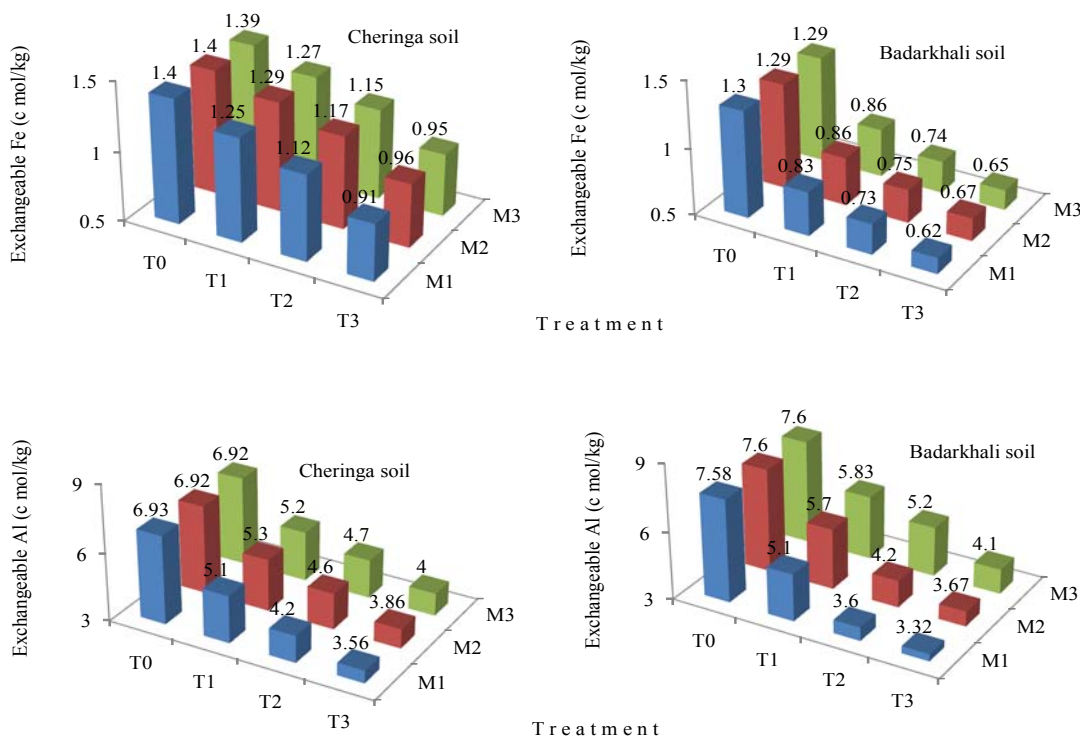 Cheringa soil
Exchangeable Fe (c mol/kg)
1.5
1
0.5
1.4
1.4
1.39
1.25
1.29
1.27
1.12
1.17
1.15
0.91
0.96
0.95
T0
T1
T2
T3
M1
M2
M3
Badarkhali soil
Exchangeable Fe (c mol/kg)
1.5
1
0.5
1.3
1.29
1.29
0.83
0.86
0.86
0.73
0.75
0.74
0.62
0.67
0.65
T0
T1
T2
T3
M1
M2
M3
Treatment
Cheringa soil
Exchangeable Al (c mol/kg)
9
6
3
6.93
6.92
6.92
5.1
5.3
5.2
4.2
4.6
4.7
3.56
3.86
4
T0
T1
T2
T3
M1
M2
M3
Badarkhali soil
Exchangeable Al (c mol/kg)
9
6
3
7.58
7.6
7.6
5.1
5.7
5.83
3.6
4.2
5.2
3.32
3.67
4.1
T0
T1
T2
T3
M1
M2
M3
Treatment